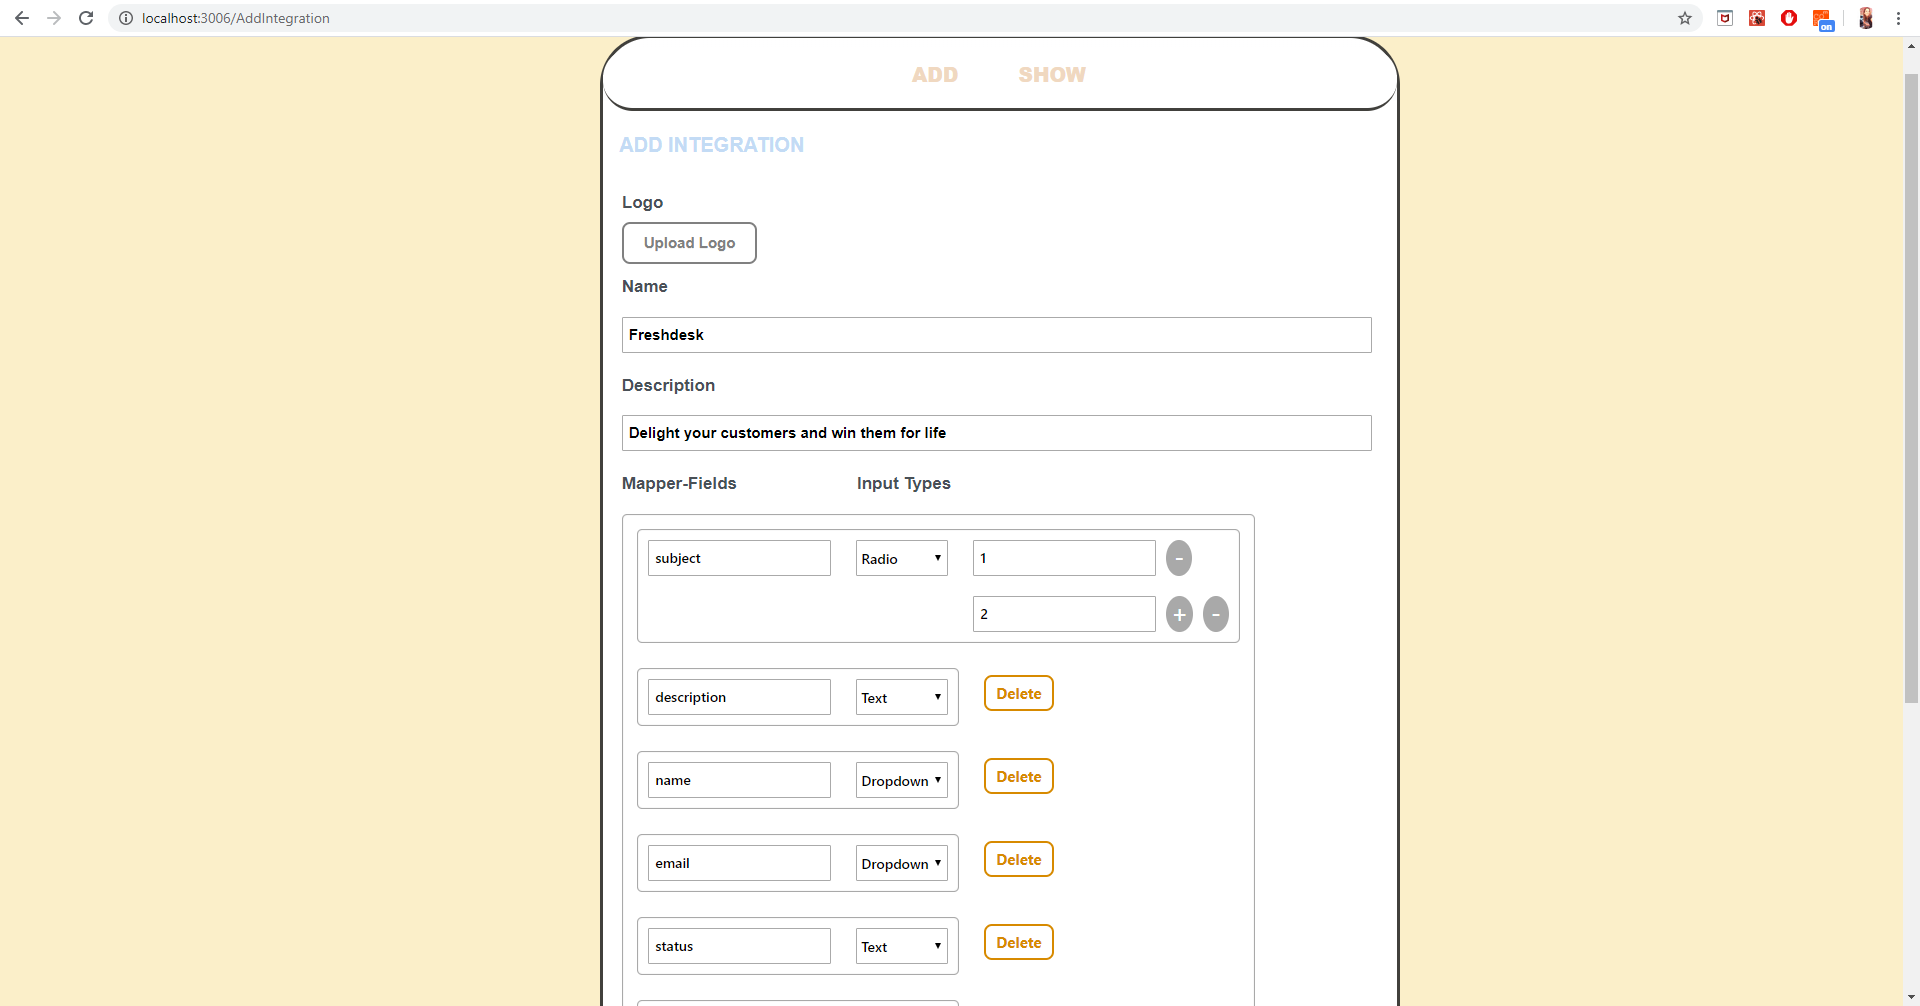 localhost:3006/AddIntegration
on
ADD SHOW
ADD INTEGRATION
Logo
Upload Logo
Name
Freshdesk
Description
Delight your customers and win them for life
Mapper-Fields Input Types
subject Radio 1 -
2 + -
description Text Delete
name Dropdown Delete
email Dropdown Delete
status Text Delete